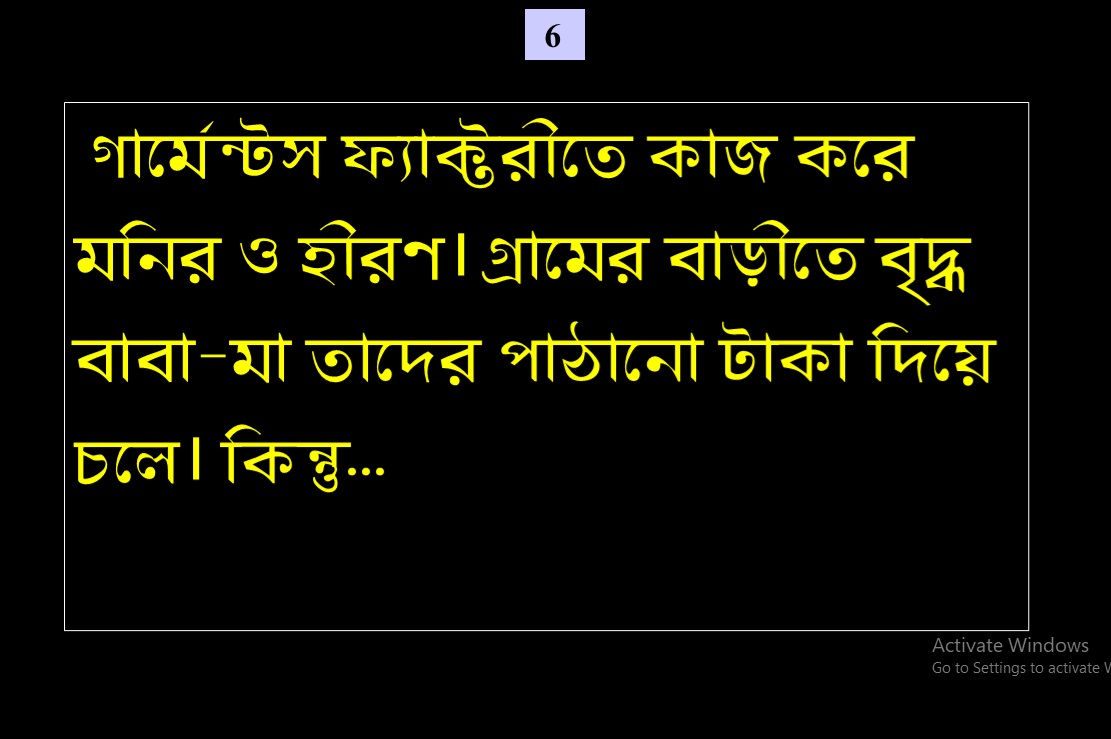 6
গার্মেন্টস ফ্যাক্টরীতে কাজ করে
মনির ও হীরণ। গ্রামের বাড়ীতে বৃদ্ধ
বাবা-মা তাদের পাঠানো টাকা দিয়ে
চলে। কিন্তু...
Activate Windows
Go to Settings to activate W